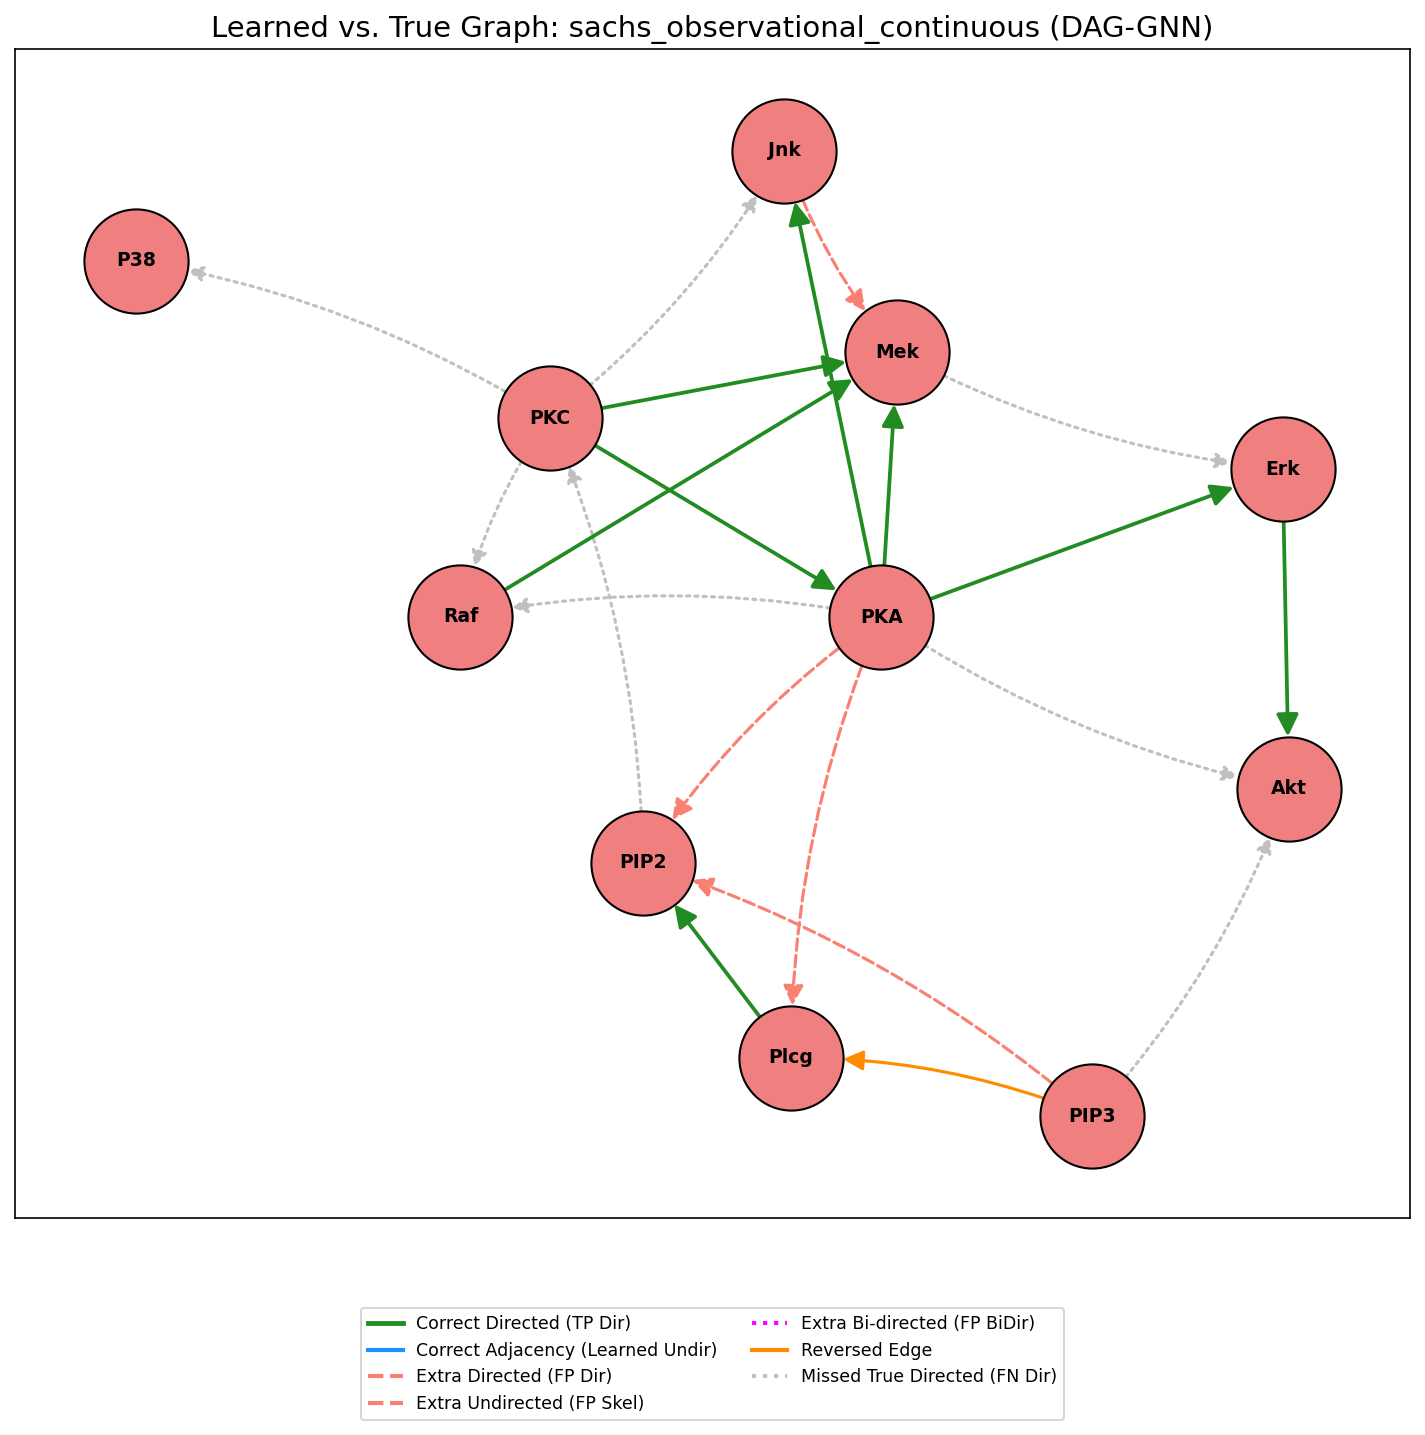 Learned vs. True Graph: sachs_observational_continuous (DAG-GNN)
Jnk
P38
Mek
PKC
Erk
Raf
PKA
Akt
PIP2
Plcg
PIP3
Correct Directed (TP Dir)
Correct Adjacency (Learned Undir)
Extra Directed (FP Dir)
Extra Undirected (FP Skel)
Extra Bi-directed (FP BiDir)
Reversed Edge
Missed True Directed (FN Dir)